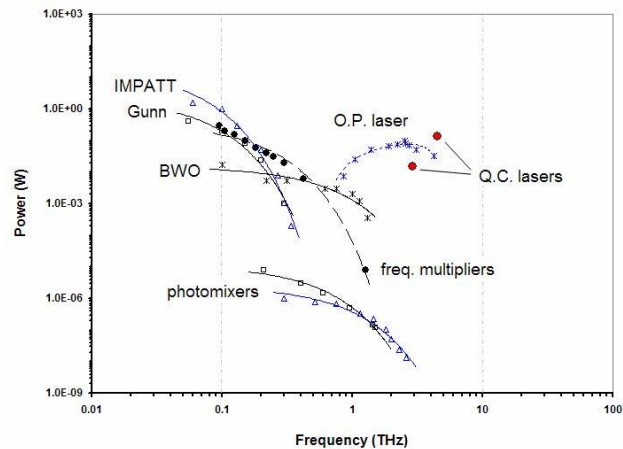 1.0E+03
IMPATT
1.0E+00
Gunn
O.P. laser
BWO
Q.C. lasers
1.0E-03
Power (W)
freq. multipliers
photomixers
1.0E-06
1.0E-09
0.01 0.1 1 10 100
Frequency (THz)